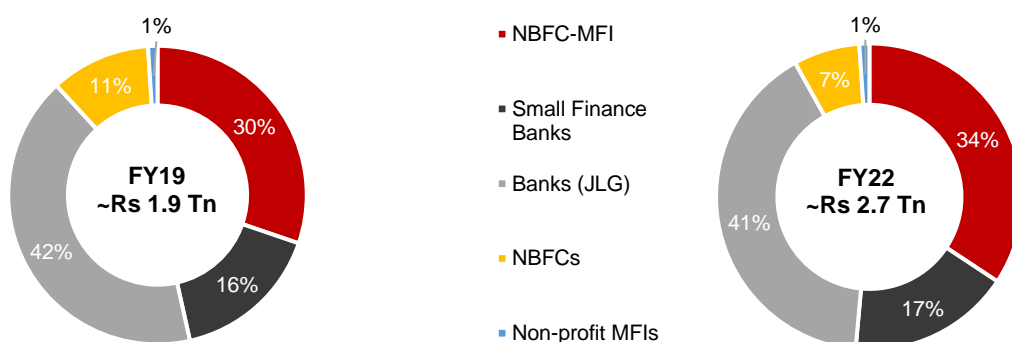 1%
11%
30%
FY19
~Rs 1.9 Tn
42%
16%
NBFC-MFI
Small Finance
Banks
Banks (JLG)
NBFCs
Non-profit MFIs
1%
7%
34%
FY22
~Rs 2.7 Tn
41%
17%